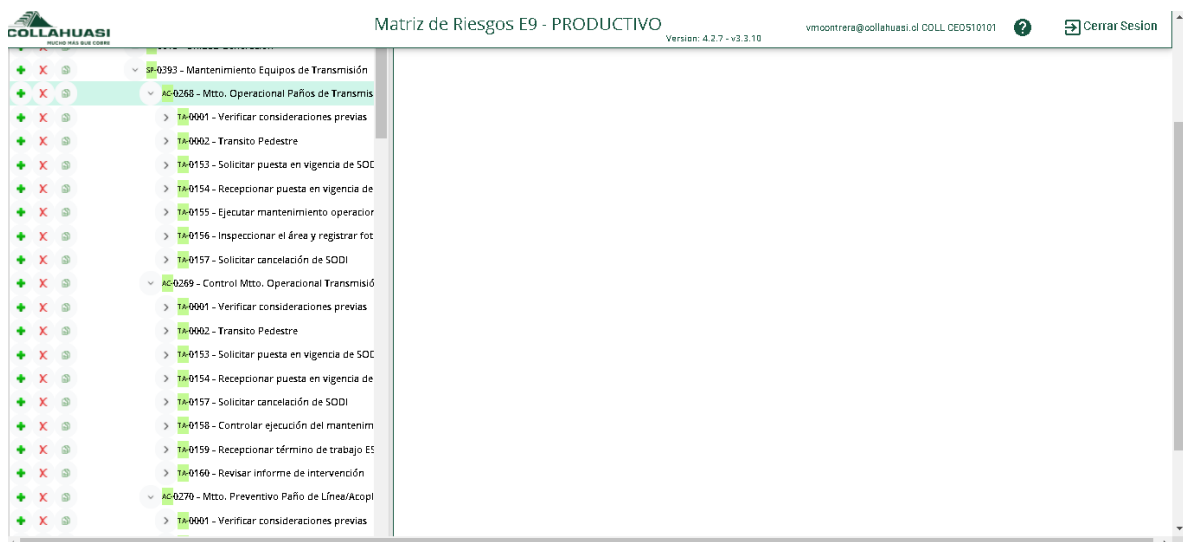 COLLAHUASI
MUCHO MAS QUE COBRE
Matriz de Riesgos E9 - PRODUCTIVO
Version: 4.2.7 - v3.3.10
vmcontrera@collahuasi.cl COLL CEO510101
Cerrar Sesion
SP-0393 - Mantenimiento Equipos de Transmisión
AC-0268 - Mtto. Operacional Paños de Transmis
TA-0001 - Verificar consideraciones previas
TA-0002 - Transito Pedestre
TA-0153 - Solicitar puesta en vigencia de SOD
TA-0154 - Recepcionar puesta en vigencia de
TA-0155 - Ejecutar mantenimiento operacior
TA-0156 - Inspeccionar el área y registrar fot
TA-0157 - Solicitar cancelación de SODI
AC-0269 - Control Mtto. Operacional Transmisió
TA-0001 - Verificar consideraciones previas
TA-0002 - Transito Pedestre
TA-0153 - Solicitar puesta en vigencia de SOD
TA-0154 - Recepcionar puesta en vigencia de
TA-0157 - Solicitar cancelación de SODI
TA-0158 - Controlar ejecución del mantenim
TA-0159 - Recepcionar término de trabajo ES
TA-0160 - Revisar informe de intervención
AC-0270 - Mtto. Preventivo Paño de Línea/Acopl
TA-0001 - Verificar consideraciones previas